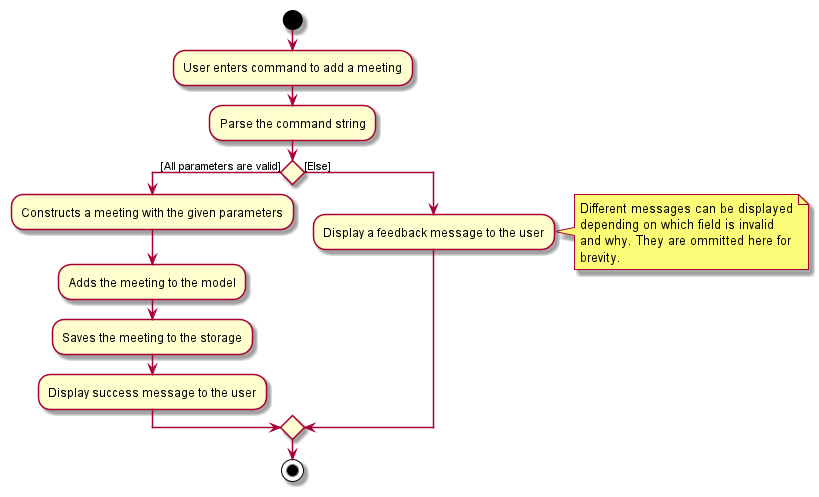 User enters command to add a meeting
Parse the command string
[All parameters are valid]
[Else]
Constructs a meeting with the given parameters
Adds the meeting to the model
Saves the meeting to the storage
Display success message to the user
Display a feedback message to the user
Different messages can be displayed
depending on which field is invalid
and why. They are ommitted here for
brevity.